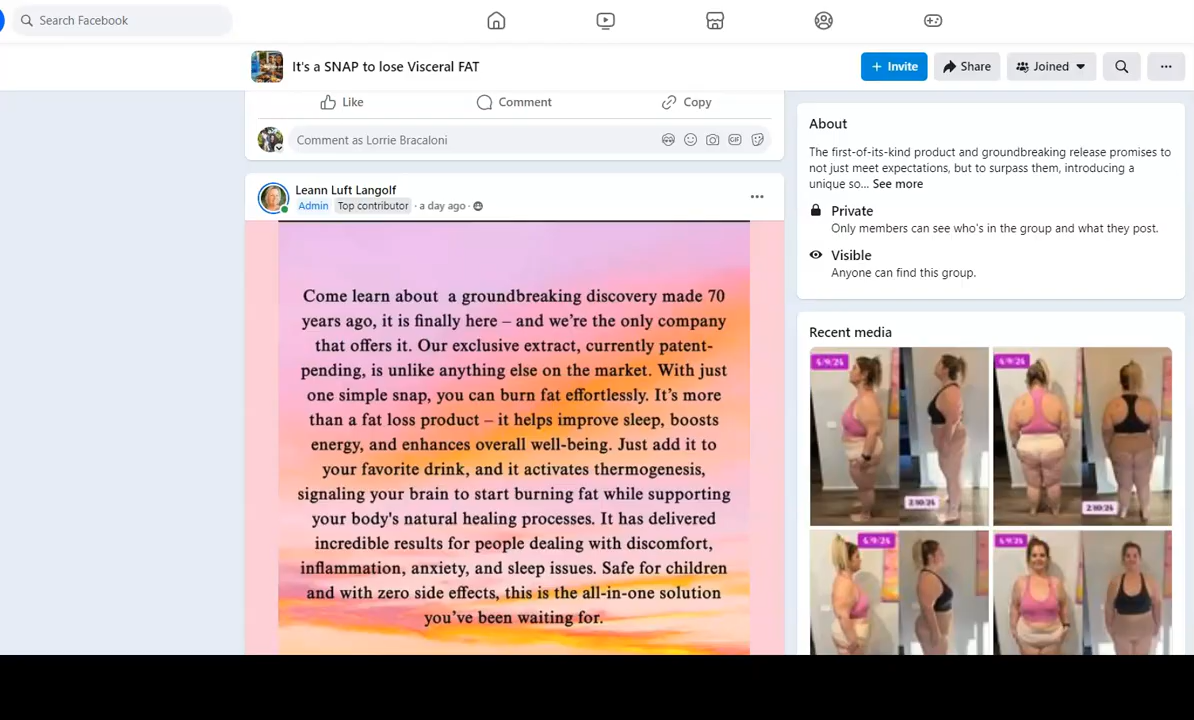 Search Facebook
It's a SNAP to lose Visceral FAT
+ Invite
Share
Joined
Like
Comment
Copy
Comment as Lorrie Bracaloni
GIF
Leann Luft Langolf
Admin Top contributor · a day ago ·
Come learn about a groundbreaking discovery made 70
years ago, it is finally here – and we're the only company
that offers it. Our exclusive extract, currently patent-
pending, is unlike anything else on the market. With just
one simple snap, you can burn fat effortlessly. It's more
than a fat loss product – it helps improve sleep, boosts
energy, and enhances overall well-being. Just add it to
your favorite drink, and it activates thermogenesis,
signaling your brain to start burning fat while supporting
your body's natural healing processes. It has delivered
incredible results for people dealing with discomfort,
inflammation, anxiety, and sleep issues. Safe for children
and with zero side effects, this is the all-in-one solution
you've been waiting for.
About
The first-of-its-kind product and groundbreaking release promises to
not just meet expectations, but to surpass them, introducing a
unique so... See more
Private
Only members can see who's in the group and what they post.
Visible
Anyone can find this group.
Recent media